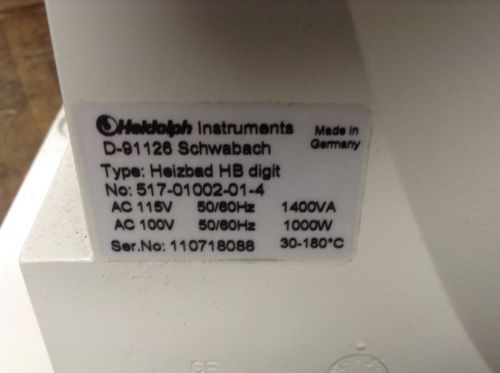 Heidolph Instruments
Made in
Germany
D-91126 Schwabach
Type: Heizbad HB digit
No: 517-01002-01-4
AC 115V 50/60Hz 1400VA
AC 100V 50/60Hz 1000W
Ser.No: 110718088 30-180°C
CE